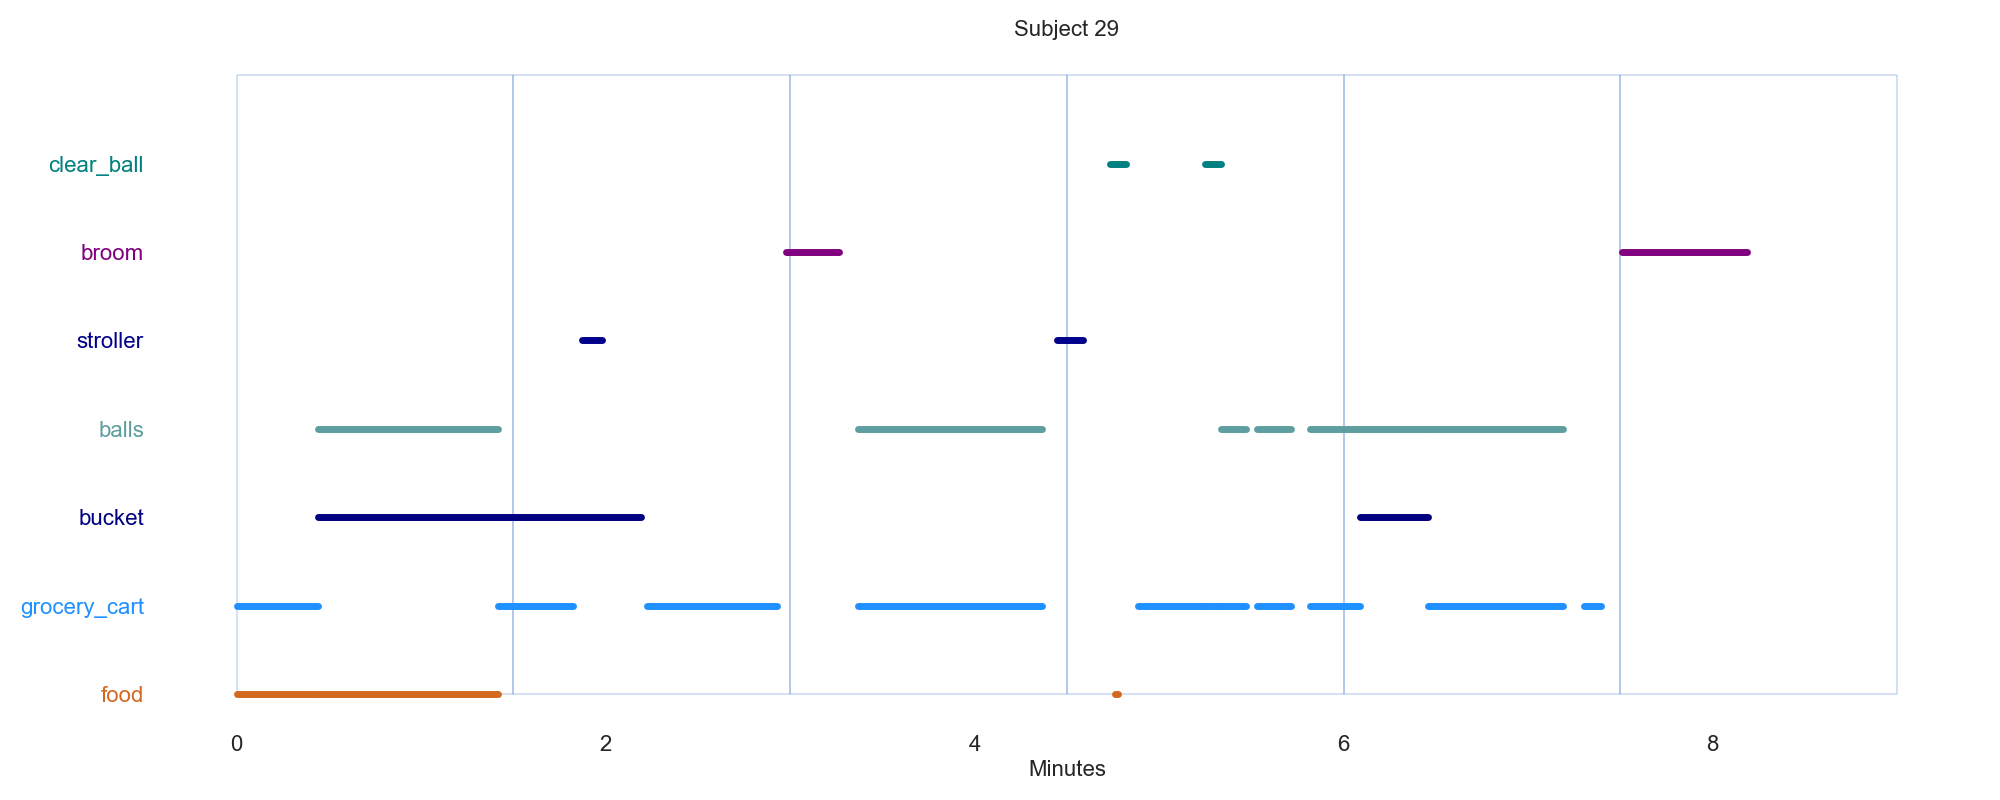 Subject 29
clear_ball
broom
stroller
balls
bucket
grocery_cart
food
0 2 4 6 8
Minutes